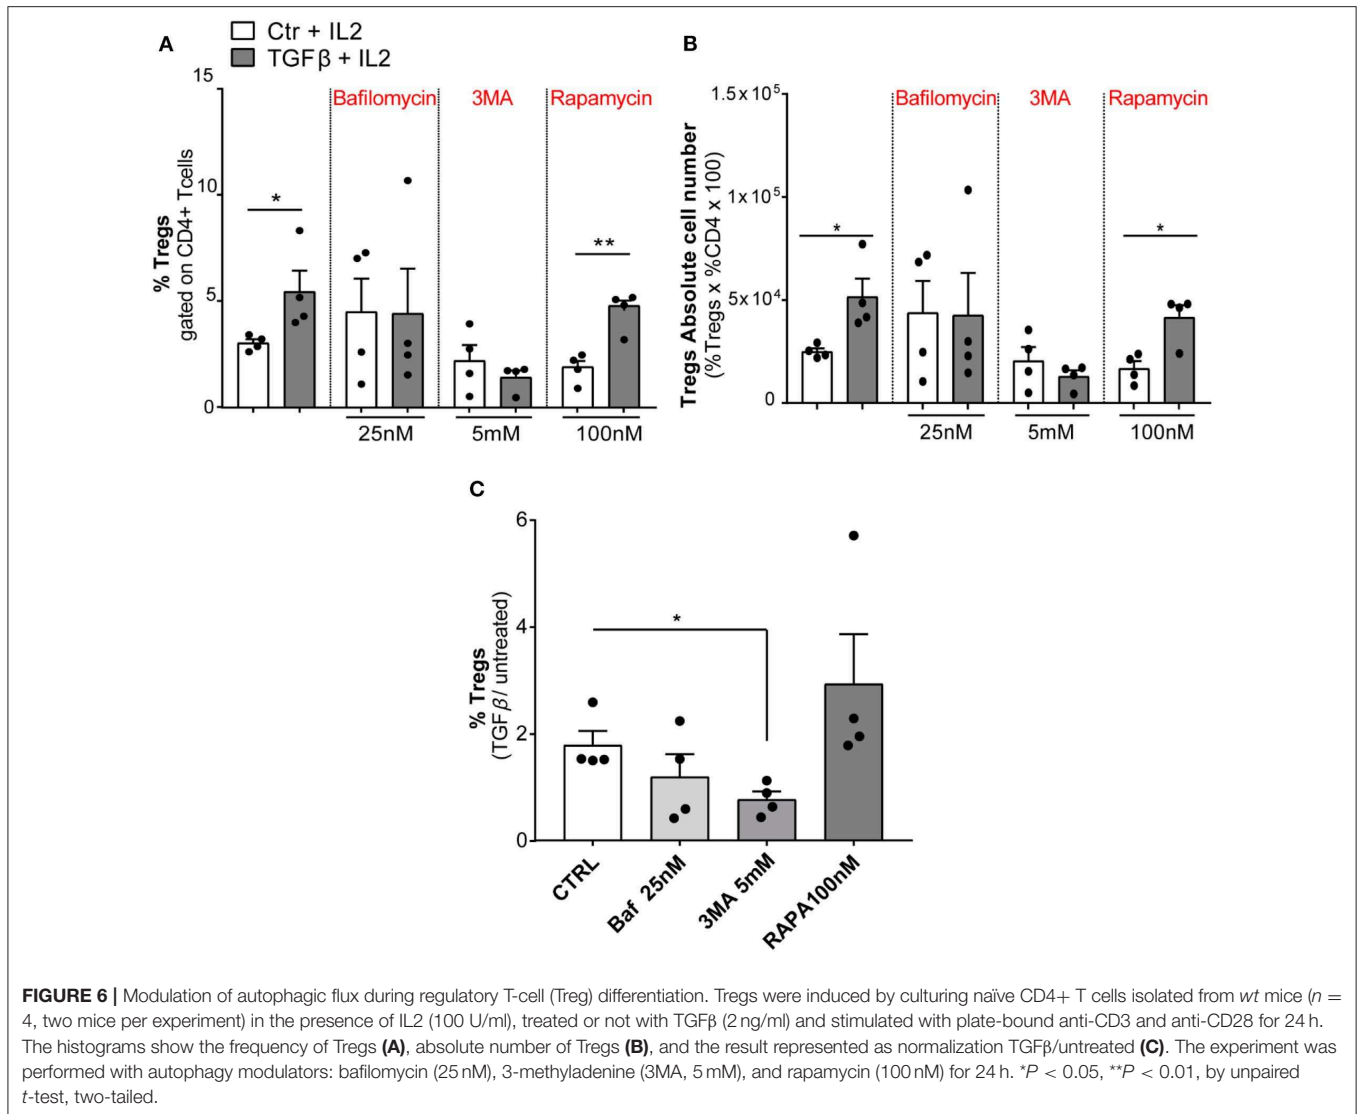 A
Ctr + IL2
TGFβ + IL2
% Tregs
gated on CD4+ Tcells
15
10
5
0
Bafilomycin
3MA
Rapamycin
*
**
25nM
5mM
100nM
B
Tregs Absolute cell number
(%Tregs x %CD4 x 100)
1.5 x 10⁵
1x 10⁵
5x 10⁴
0
Bafilomycin
3MA
Rapamycin
*
*
25nM
5mM
100nM
C
% Tregs
(TGFβ/ untreated)
6
4
2
0
*
CTRL
Baf 25nM
3MA 5mM
RAPA100nM
FIGURE 6 | Modulation of autophagic flux during regulatory T-cell (Treg) differentiation. Tregs were induced by culturing naïve CD4+ T cells isolated from wt mice (n =
4, two mice per experiment) in the presence of IL2 (100 U/ml), treated or not with TGFβ (2 ng/ml) and stimulated with plate-bound anti-CD3 and anti-CD28 for 24 h.
The histograms show the frequency of Tregs (A), absolute number of Tregs (B), and the result represented as normalization TGFβ/untreated (C). The experiment was
performed with autophagy modulators: bafilomycin (25 nM), 3-methyladenine (3MA, 5 mM), and rapamycin (100 nM) for 24 h. *P < 0.05, **P < 0.01, by unpaired
t-test, two-tailed.